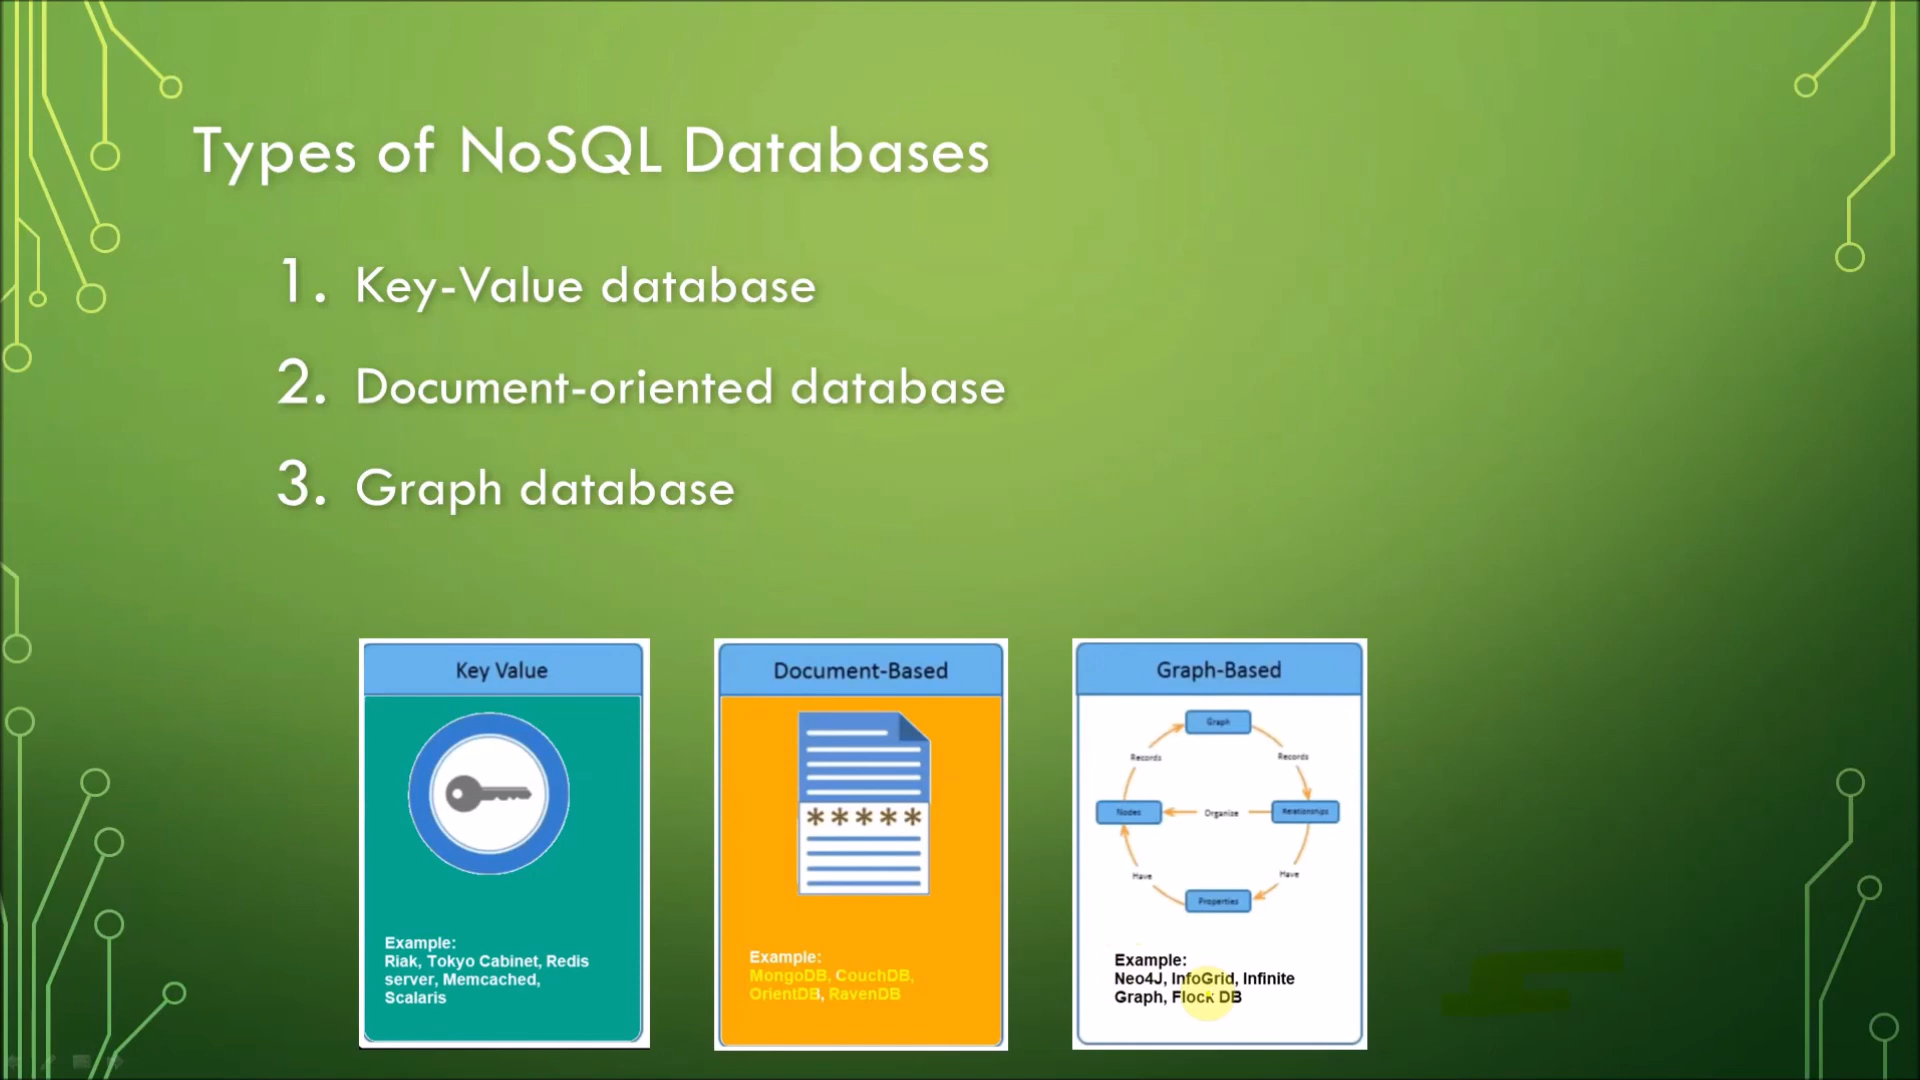 Types of NoSQL Databases
1. Key-Value database
2. Document-oriented database
3. Graph database
Key Value
Example:
Riak, Tokyo Cabinet, Redis
server, Memcached,
Scalaris
Document-Based
*****
Example:
MongoDB, CouchDB,
OrientDB, RavenDB
Graph-Based
Graph
Records
Records
Nodes
Organize
Relationships
Have
Have
Properties
Example:
Neo4J, InfoGrid, Infinite
Graph, Flock DB